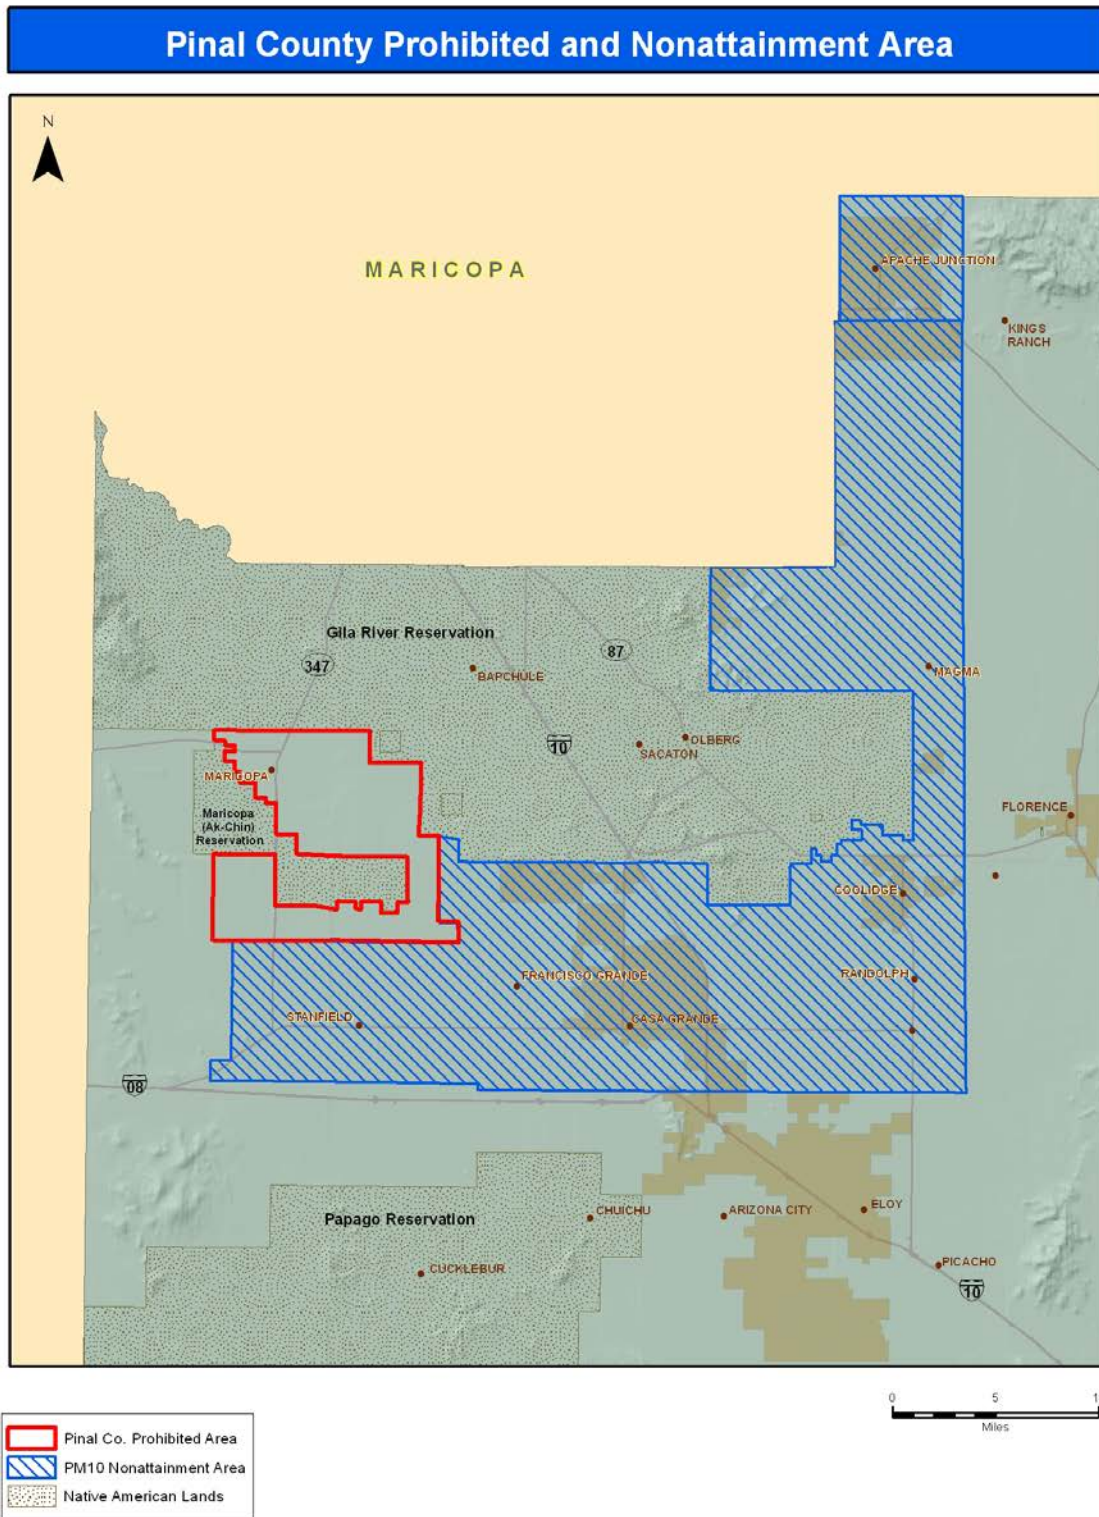 Pinal County Prohibited and Nonattainment Area
N
MARICOPA
APACHE JUNCTION
KINGS
RANCH
Gila River Reservation
347
87
BAPCHULE
MAGMA
10
OLBERG
SACATON
MARICOPA
FLORENCE
Maricopa
(Ak-Chin)
Reservation
COOLIDGE
FRANCISCO GRANDE
RANDOLPH
STANFIELD
CASA GRANDE
08
Papago Reservation
CHUICHU
ARIZONA CITY
ELOY
CUCKLEBUR
PICACHO
10
0 5 1
Miles
Pinal Co. Prohibited Area
PM10 Nonattainment Area
Native American Lands